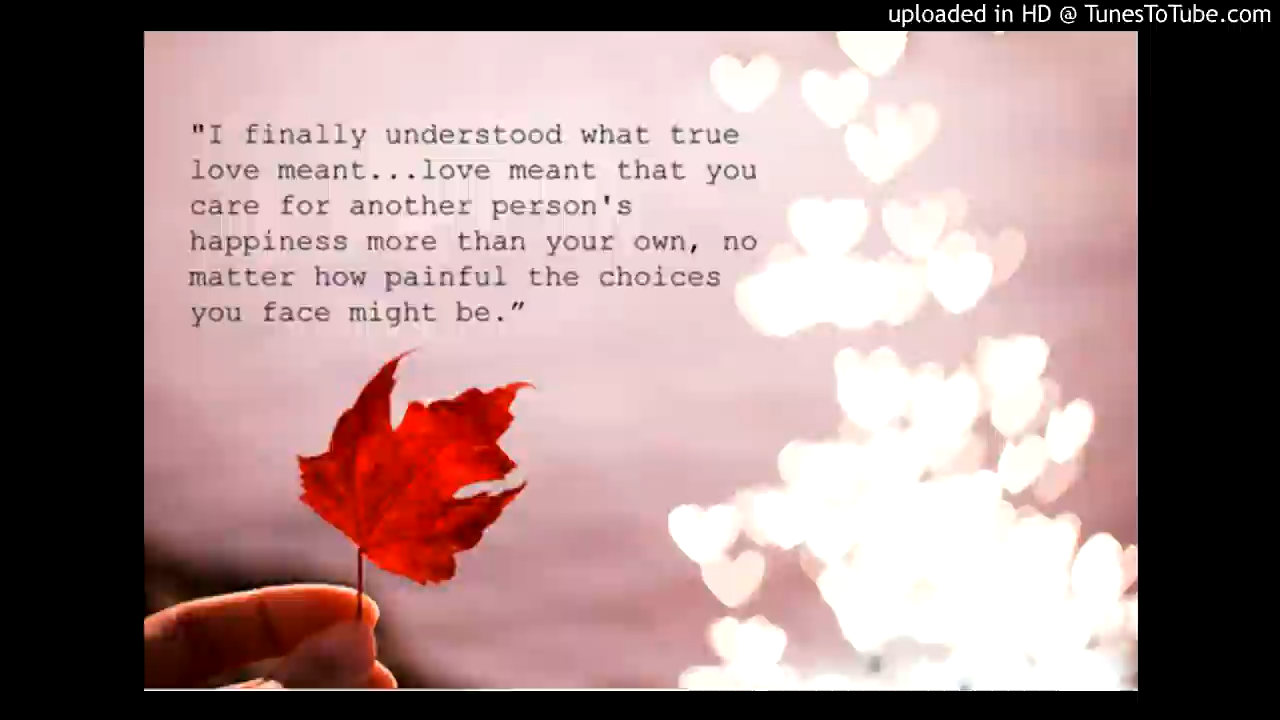 uploaded in HD @ TunesToTube.com
"I finally understood what true
love meant...love meant that you
care for another person's
happiness more than your own, no
matter how painful the choices
you face might be.”